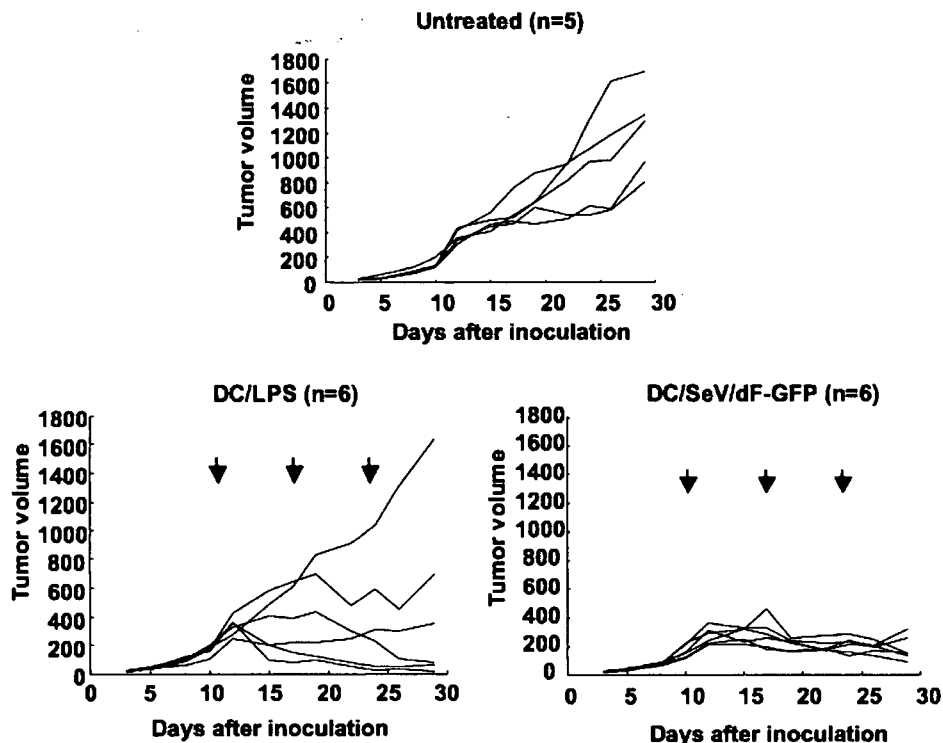 Untreated (n=5)
Tumor volume
1800
1600
1400
1200
1000
800
600
400
200
0
0 5 10 15 20 25 30
Days after inoculation
DC/LPS (n=6)
Tumor volume
1800
1600
1400
1200
1000
800
600
400
200
0
0 5 10 15 20 25 30
Days after inoculation
DC/SeV/dF-GFP (n=6)
Tumor volume
1800
1600
1400
1200
1000
800
600
400
200
0
0 5 10 15 20 25 30
Days after inoculation